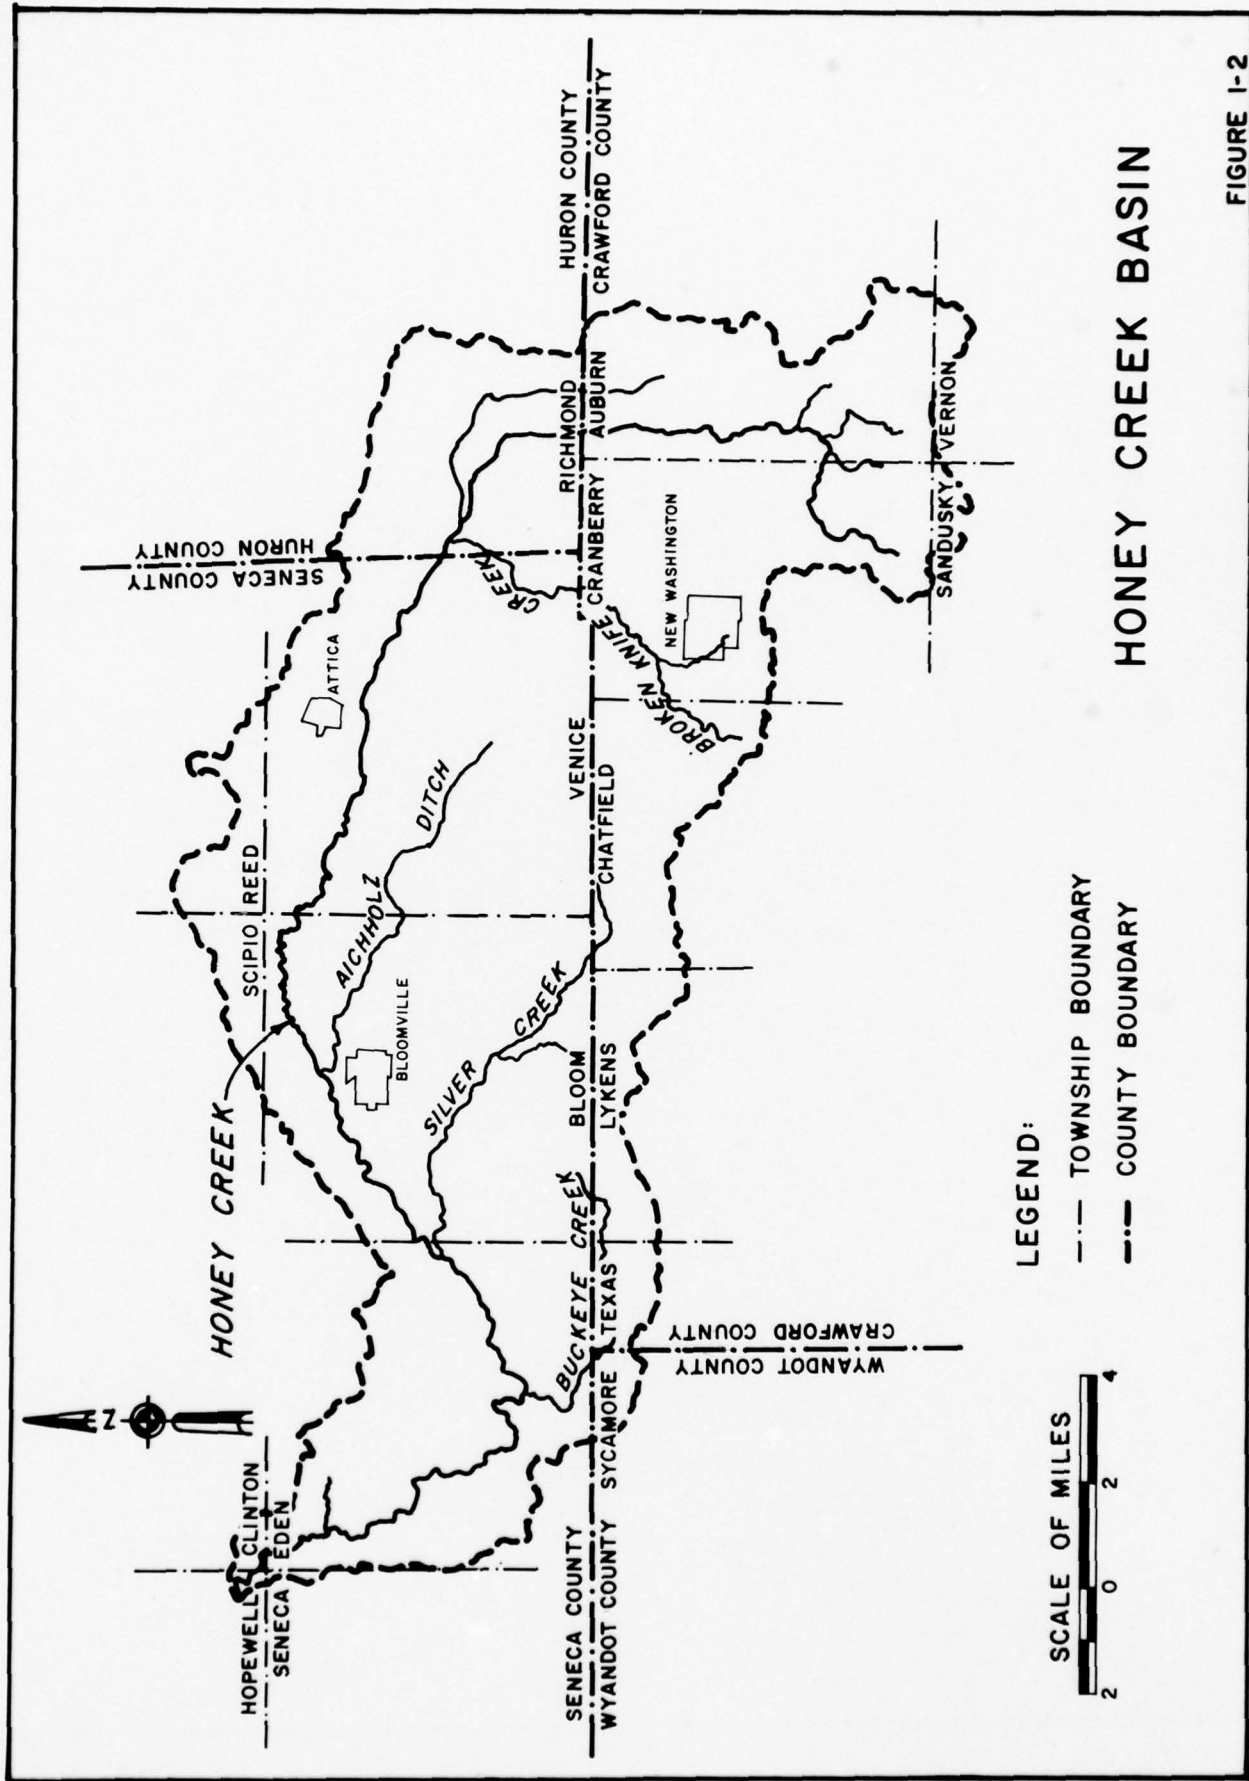 HOPEWELL
CLINTON
SENECA
EDEN
N
HONEY CREEK
SCIPIO
REED
ATTICA
SENECA COUNTY
HURON COUNTY
AICHHOLZ DITCH
BLOOMVILLE
SILVER CREEK
BUCKEYE CREEK
CREEK
BROKEN KNIFE
SENECA COUNTY
WYANDOT COUNTY
SYCAMORE
TEXAS
BLOOM
LYKENS
VENICE
CHATFIELD
CRANBERRY
RICHMOND
AUBURN
HURON COUNTY
CRAWFORD COUNTY
WYANDOT COUNTY
CRAWFORD COUNTY
NEW WASHINGTON
SANDUSKY
VERNON
LEGEND:
TOWNSHIP BOUNDARY
COUNTY BOUNDARY
SCALE OF MILES
2 0 2 4
HONEY CREEK BASIN
FIGURE I-2